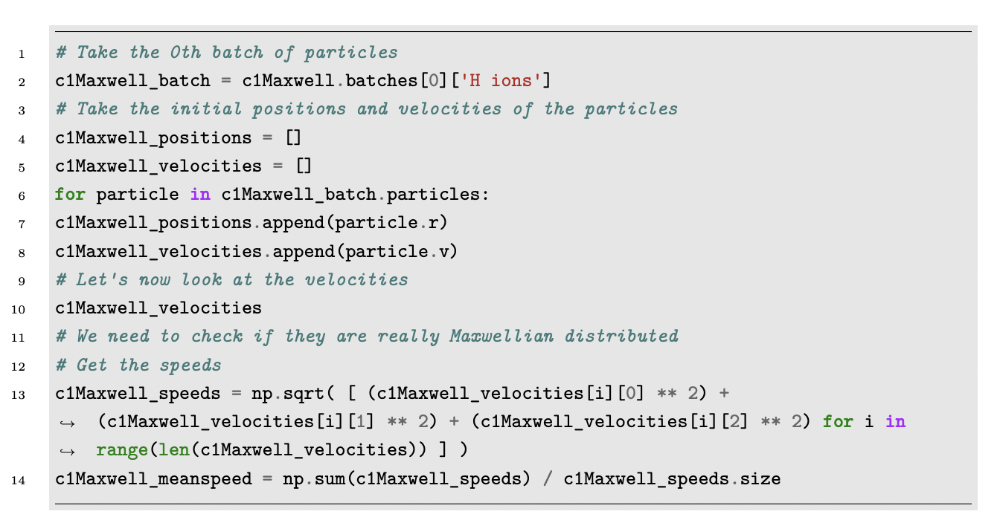 1 # Take the 0th batch of particles
2 c1Maxwell_batch = c1Maxwell.batches[0]['H ions']
3 # Take the initial positions and velocities of the particles
4 c1Maxwell_positions = []
5 c1Maxwell_velocities = []
6 for particle in c1Maxwell_batch.particles:
7 c1Maxwell_positions.append(particle.r)
8 c1Maxwell_velocities.append(particle.v)
9 # Let's now look at the velocities
10 c1Maxwell_velocities
11 # We need to check if they are really Maxwellian distributed
12 # Get the speeds
13 c1Maxwell_speeds = np.sqrt( [ (c1Maxwell_velocities[i][0] ** 2) +
↪ (c1Maxwell_velocities[i][1] ** 2) + (c1Maxwell_velocities[i][2] ** 2) for i in
↪ range(len(c1Maxwell_velocities)) ] )
14 c1Maxwell_meanspeed = np.sum(c1Maxwell_speeds) / c1Maxwell_speeds.size